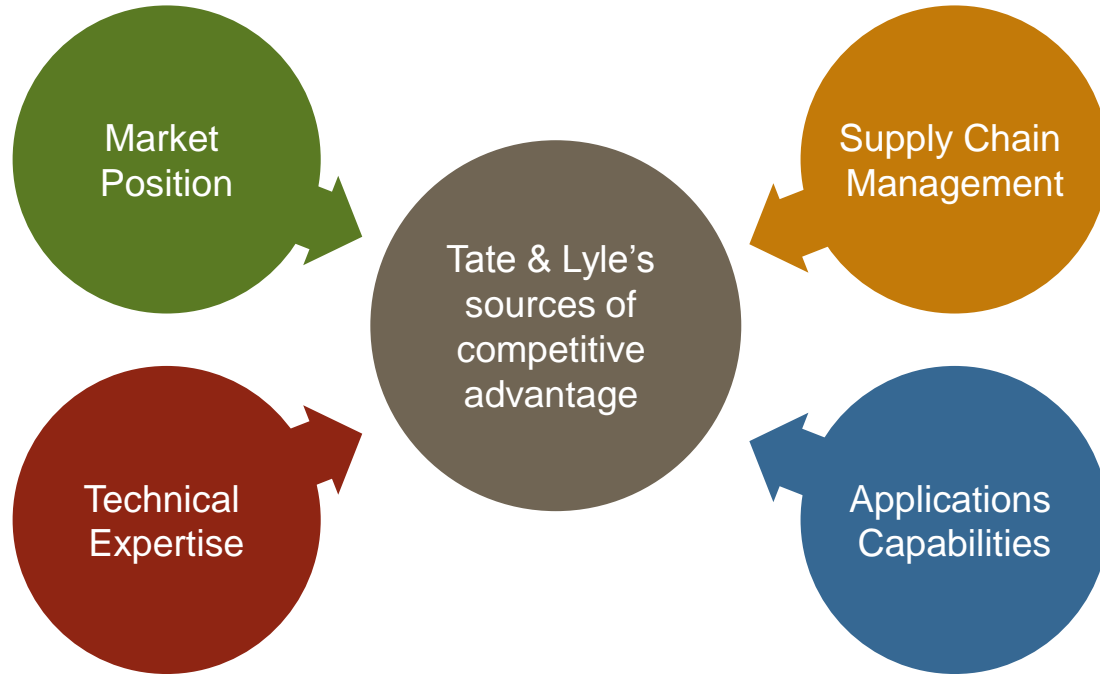 Market
Position
Supply Chain
Management
Tate & Lyle’s
sources of
competitive
advantage
Technical
Expertise
Applications
Capabilities